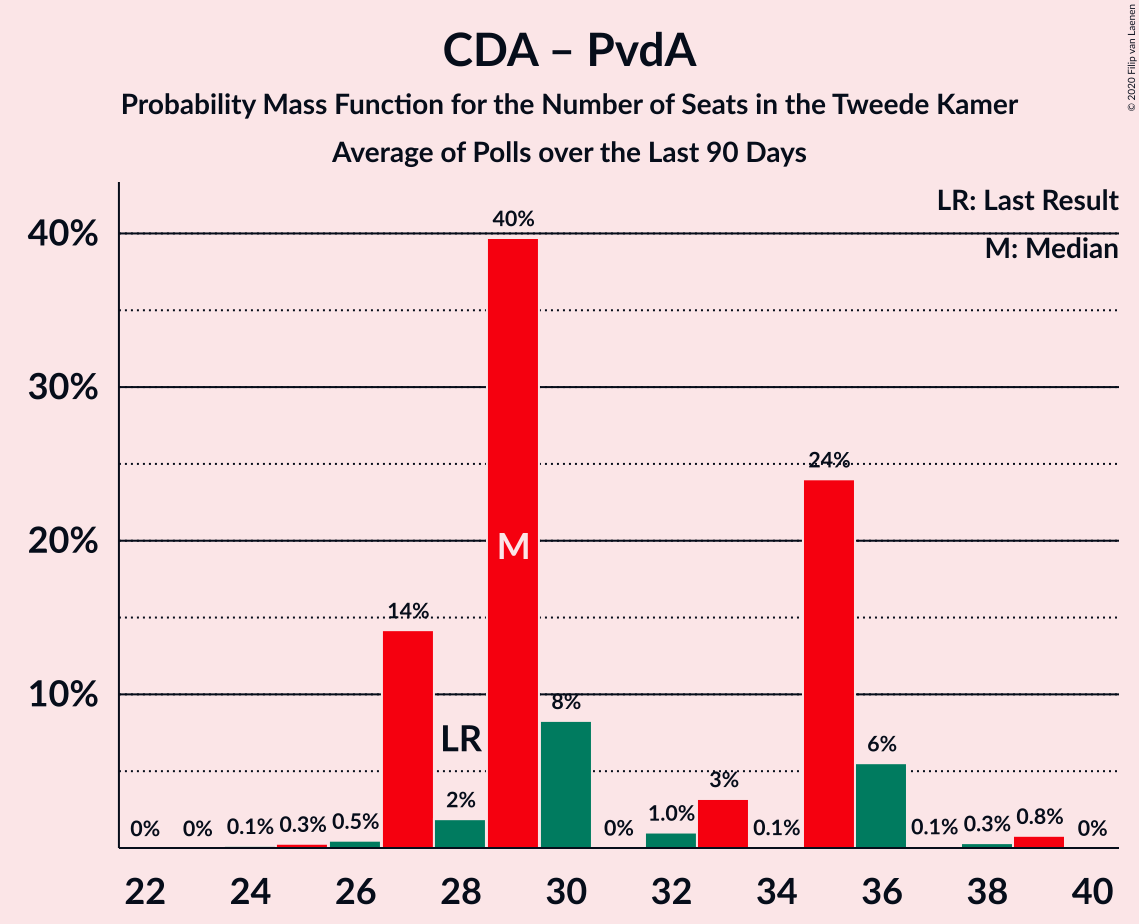 CDA – PvdA
Probability Mass Function for the Number of Seats in the Tweede Kamer
Average of Polls over the Last 90 Days
© 2020 Filip van Laenen
LR: Last Result
M: Median
40%
30%
20%
10%
0%
0%
0.1%
0.3%
0.5%
14%
2%
40%
8%
0%
1.0%
3%
0.1%
24%
6%
0.1%
0.3%
0.8%
0%
LR
M
22 24 26 28 30 32 34 36 38 40